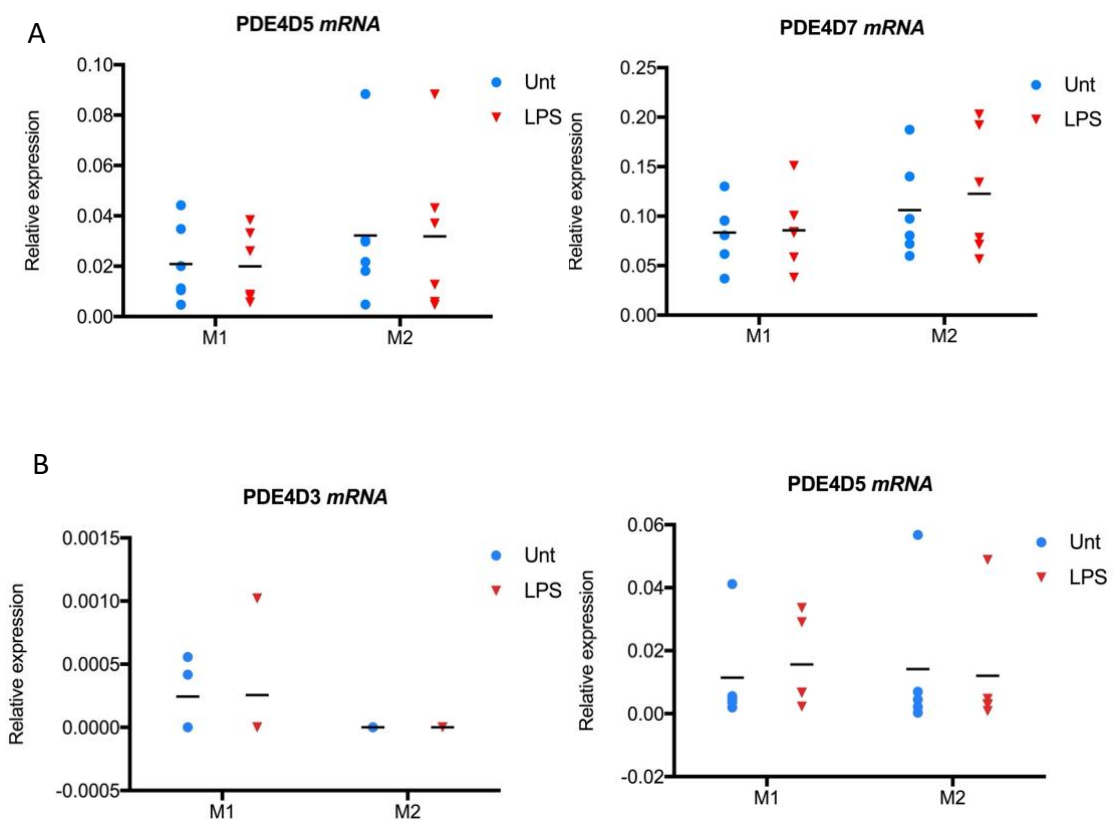 A
PDE4D5 mRNA
Relative expression
0.10
0.08
0.06
0.04
0.02
0.00
M1
M2
Unt
LPS
PDE4D7 mRNA
Relative expression
0.25
0.20
0.15
0.10
0.05
0.00
M1
M2
Unt
LPS
B
PDE4D3 mRNA
Relative expression
0.0015
0.0010
0.0005
0.0000
-0.0005
M1
M2
Unt
LPS
PDE4D5 mRNA
Relative expression
0.06
0.04
0.02
0.00
-0.02
M1
M2
Unt
LPS